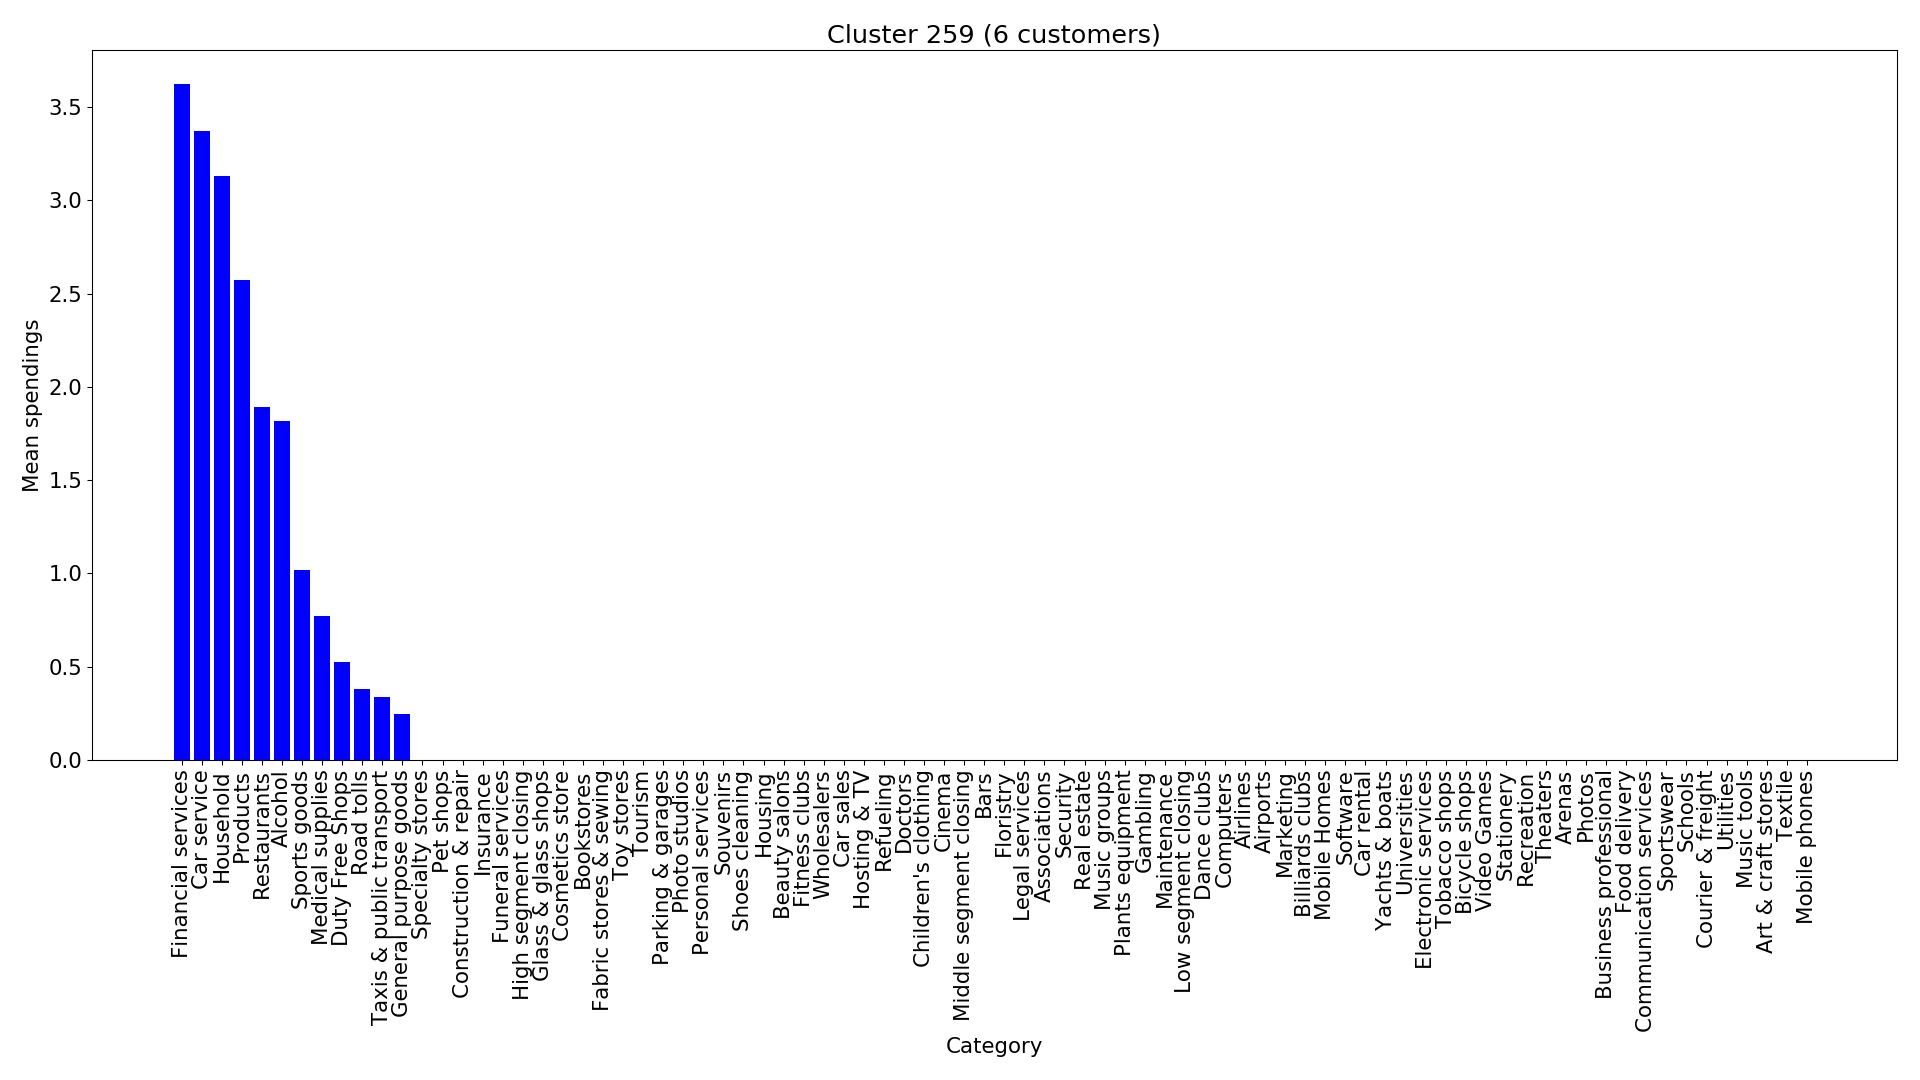 Cluster 259 (6 customers)
Mean spendings
3.5
3.0
2.5
2.0
1.5
1.0
0.5
0.0
Financial services
Car service
Household
Products
Restaurants
Alcohol
Sports goods
Medical supplies
Duty Free Shops
Road tolls
Taxis & public transport
General purpose goods
Specialty stores
Pet shops
Construction & repair
Insurance
Funeral services
High segment closing
Glass & glass shops
Cosmetics store
Bookstores
Fabric stores & sewing
Toy stores
Tourism
Parking & garages
Photo studios
Personal services
Souvenirs
Shoes cleaning
Housing
Beauty salons
Fitness clubs
Wholesalers
Car sales
Hosting & TV
Refueling
Doctors
Children's clothing
Cinema
Middle segment closing
Bars
Floristry
Legal services
Associations
Security
Real estate
Music groups
Plants equipment
Gambling
Maintenance
Low segment closing
Dance clubs
Computers
Airlines
Airports
Marketing
Billiards clubs
Mobile Homes
Software
Car rental
Yachts & boats
Universities
Electronic services
Tobacco shops
Bicycle shops
Video Games
Stationery
Recreation
Theaters
Arenas
Photos
Business professional
Food delivery
Communication services
Sportswear
Schools
Courier & freight
Utilities
Music tools
Art & craft stores
Textile
Mobile phones
Category